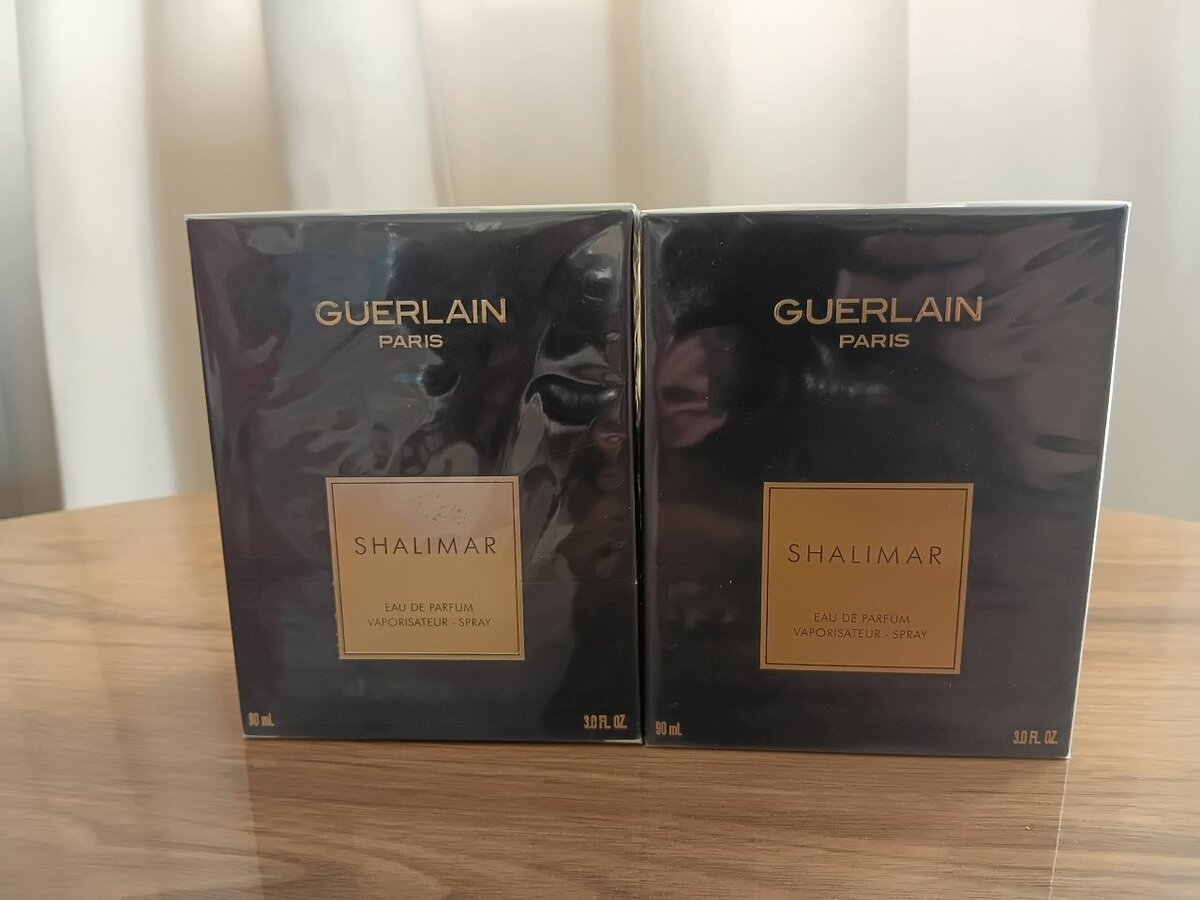 GUERLAIN
PARIS
SHALIMAR
EAU DE PARFUM
VAPORISATEUR - SPRAY
90 mL
3.0 FL. OZ.
GUERLAIN
PARIS
SHALIMAR
EAU DE PARFUM
VAPORISATEUR - SPRAY
90 mL
3.0 FL. OZ.